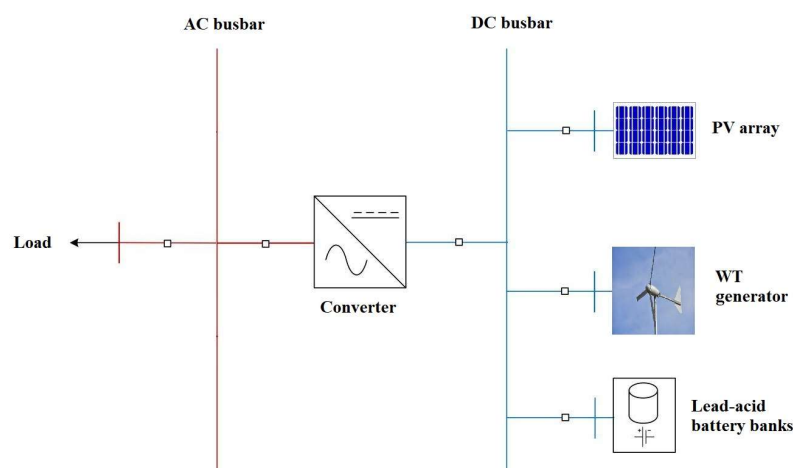 AC busbar
DC busbar
PV array
Load
Converter
WT
generator
Lead-acid
battery banks